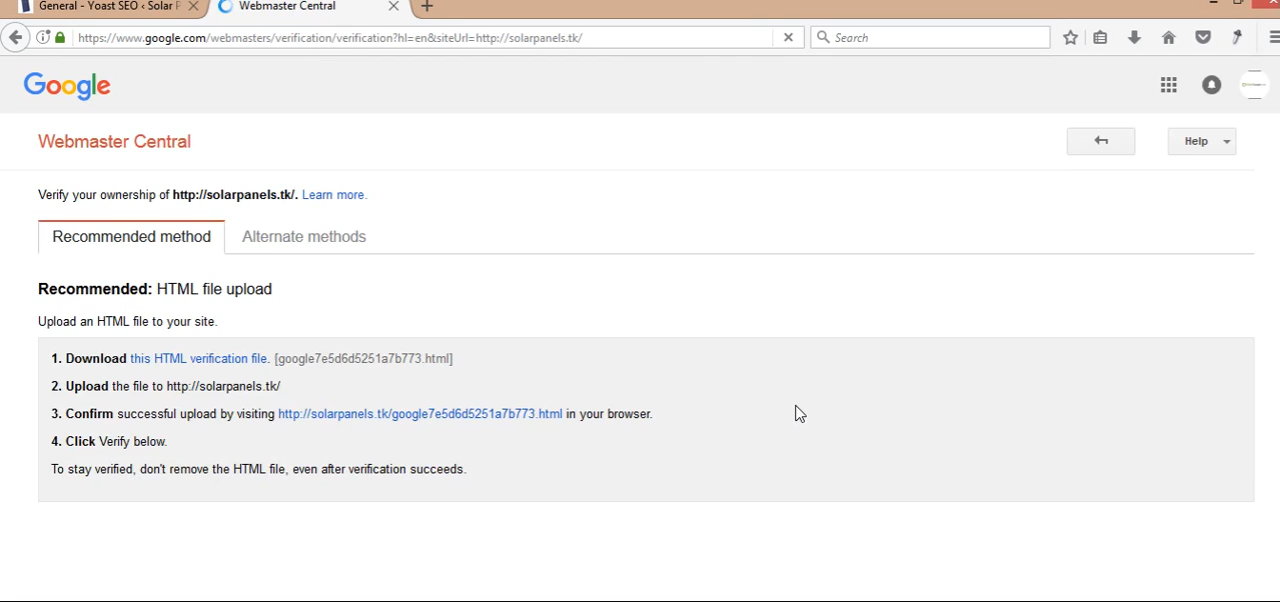 General - Yoast SEO ‹ Solar P
Webmaster Central
https://www.google.com/webmasters/verification/verification?hl=en&siteUrl=http://solarpanels.tk/
Search
Google
Webmaster Central
Help
Verify your ownership of http://solarpanels.tk/. Learn more.
Recommended method
Alternate methods
Recommended: HTML file upload
Upload an HTML file to your site.
1. Download this HTML verification file. [google7e5d6d5251a7b773.html]
2. Upload the file to http://solarpanels.tk/
3. Confirm successful upload by visiting http://solarpanels.tk/google7e5d6d5251a7b773.html in your browser.
4. Click Verify below.
To stay verified, don't remove the HTML file, even after verification succeeds.